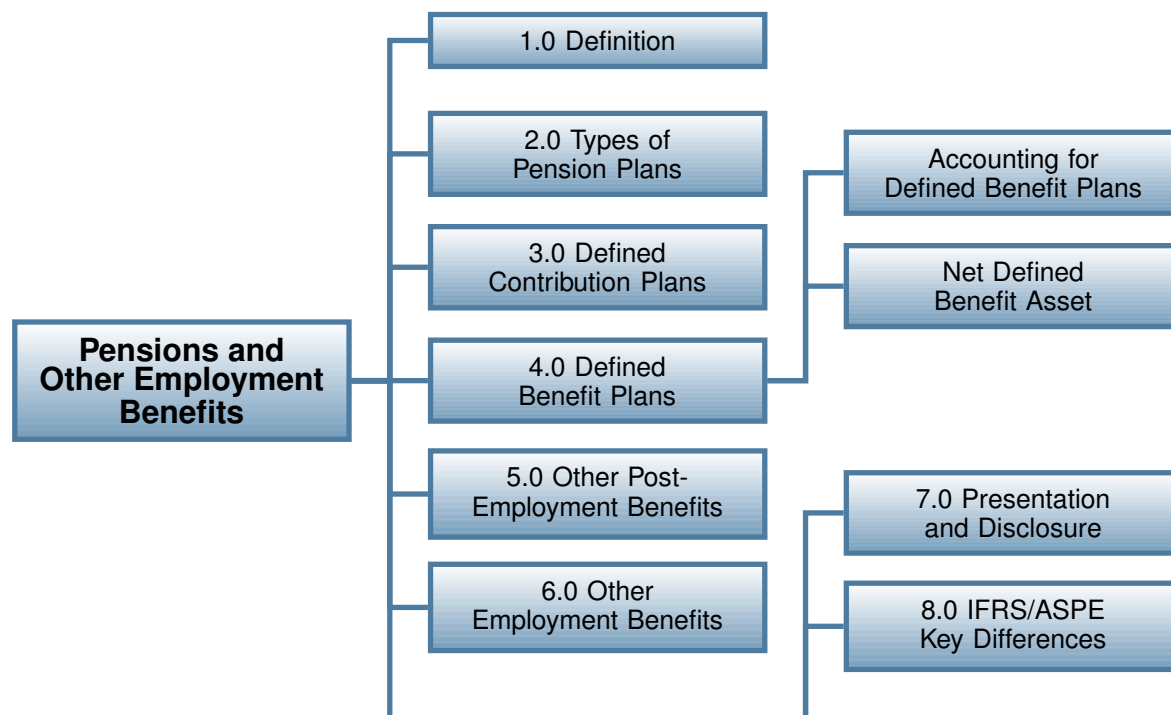 Pensions and
Other Employment
Benefits
1.0 Definition
2.0 Types of
Pension Plans
3.0 Defined
Contribution Plans
4.0 Defined
Benefit Plans
Accounting for
Defined Benefit Plans
Net Defined
Benefit Asset
5.0 Other Post-
Employment Benefits
6.0 Other
Employment Benefits
7.0 Presentation
and Disclosure
8.0 IFRS/ASPE
Key Differences